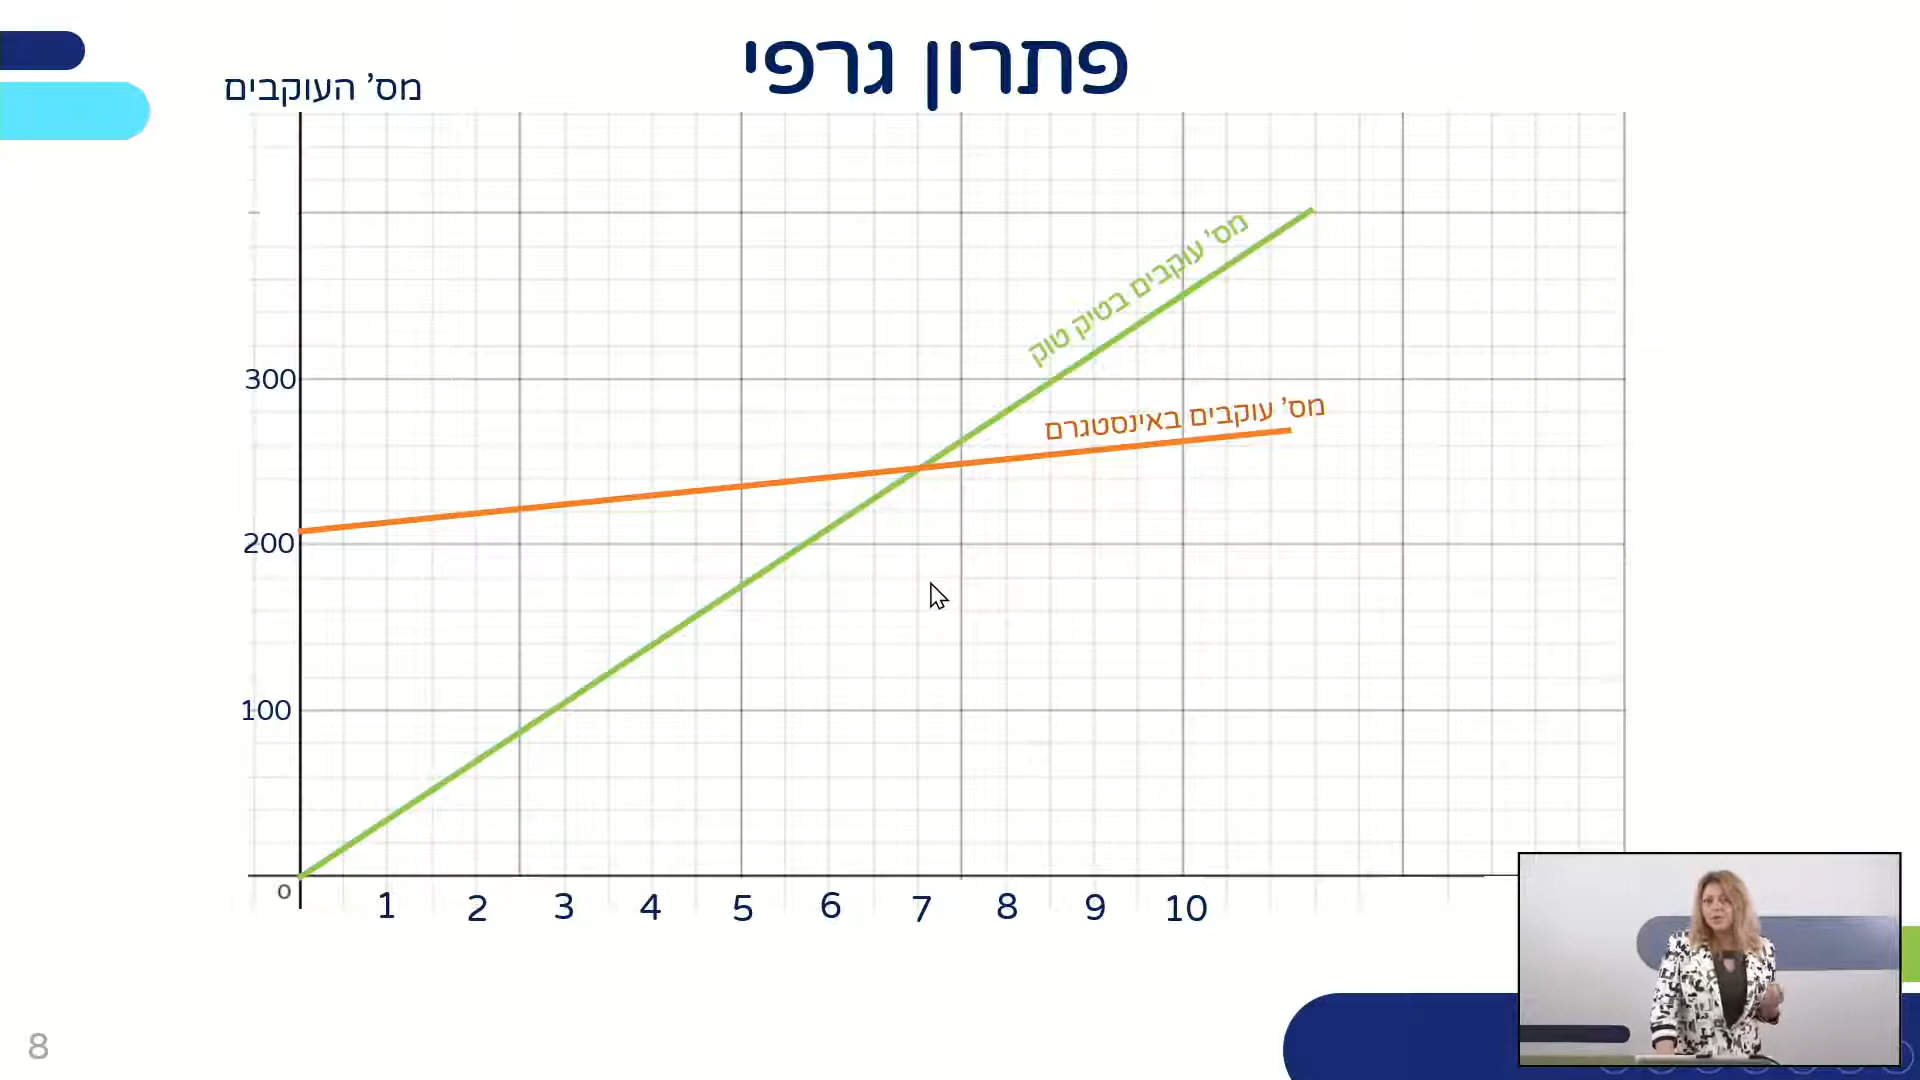 פתרון גרפי
מס' העוקבים
מס' עוקבים בטיק טוק
מס' עוקבים באינסטגרם
300
200
100
0
1 2 3 4 5 6 7 8 9 10
8